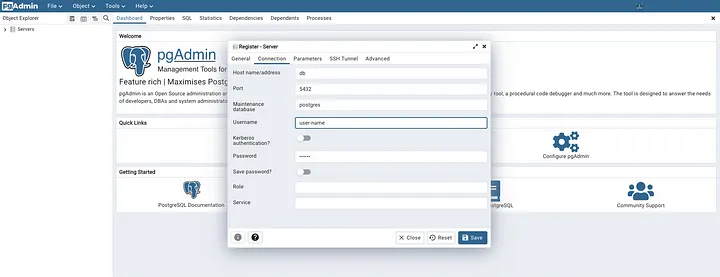 pgAdmin
File
Object
Tools
Help
Object Explorer
Dashboard
Properties
SQL
Statistics
Dependencies
Dependents
Processes
Servers
Welcome
pgAdmin
Management Tools for
Feature rich | Maximises Postg
pgAdmin is an Open Source administration
y tool, a procedural code debugger and much more. The tool is designed to answer the needs
of developers, DBAs and system administrat
Quick Links
Configure pgAdmin
Getting Started
PostgreSQL Documentation
stgreSQL
Community Support
Register - Server
General
Connection
Parameters
SSH Tunnel
Advanced
Host name/address
db
Port
5432
Maintenance
database
postgres
Username
user-name
Kerberos
authentication?
Password
······
Save password?
Role
Service
Close
Reset
Save